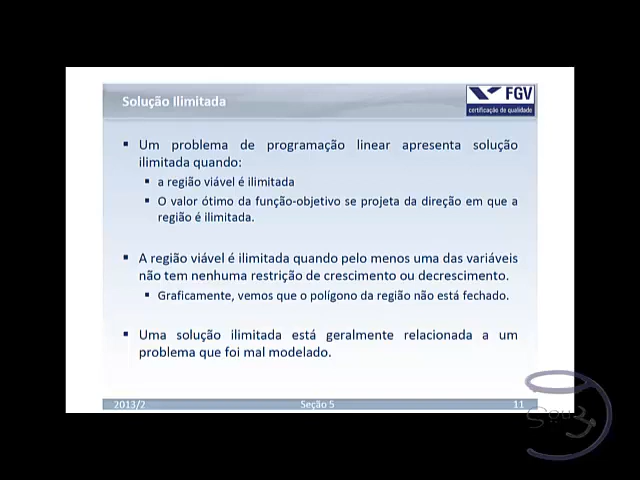 Solução Ilimitada
FGV
certificação de qualidade
▪ Um problema de programação linear apresenta solução
ilimitada quando:
▪ a região viável é ilimitada
▪ O valor ótimo da função-objetivo se projeta da direção em que a
região é ilimitada.
▪ A região viável é ilimitada quando pelo menos uma das variáveis
não tem nenhuma restrição de crescimento ou decrescimento.
▪ Graficamente, vemos que o polígono da região não está fechado.
▪ Uma solução ilimitada está geralmente relacionada a um
problema que foi mal modelado.
2013/2 Seção 5 11